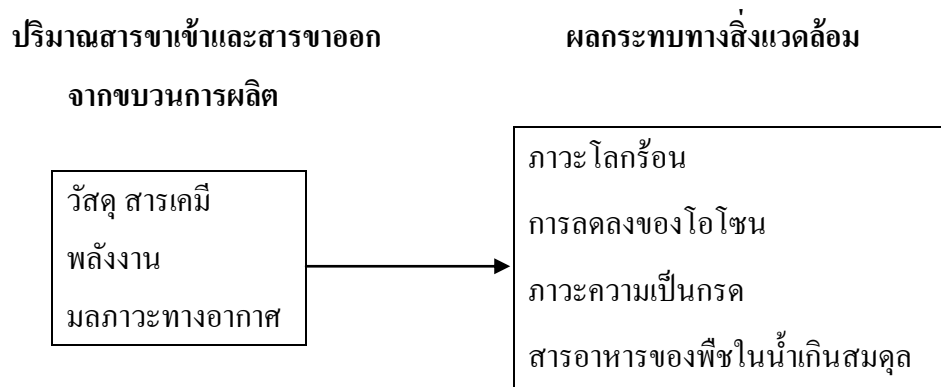 ปริมาณสารขาเข้าและสารขาออก
จากขบวนการผลิต
ผลกระทบทางสิ่งแวดล้อม
วัสดุ สารเคมี
พลังงาน
มลภาวะทางอากาศ
ภาวะโลกร้อน
การลดลงของโอโซน
ภาวะความเป็นกรด
สารอาหารของพืชในน้ำเกินสมดุล